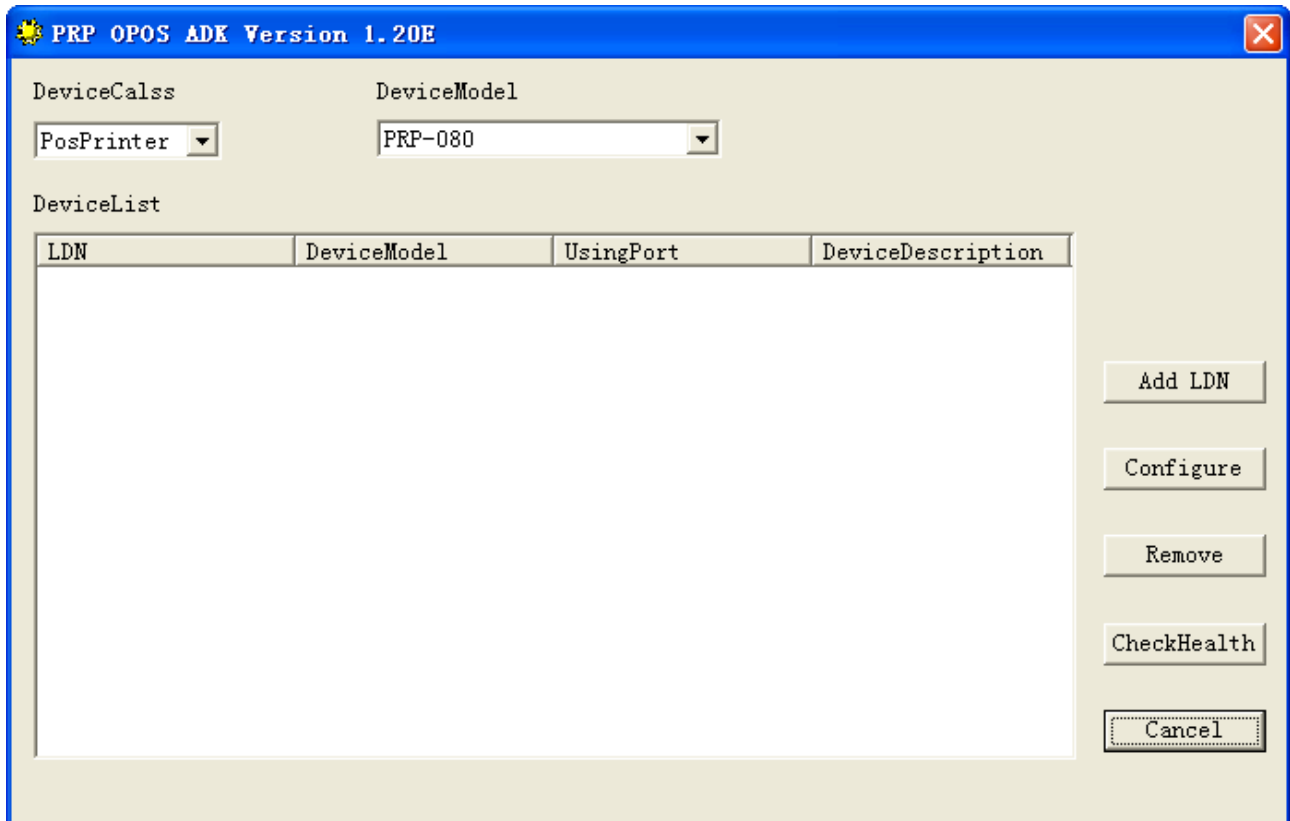 PRP OPOS ADK Version 1.20E
DeviceCalss DeviceModel
PosPrinter PRP-080
DeviceList
LDN DeviceModel UsingPort DeviceDescription
Add LDN
Configure
Remove
CheckHealth
Cancel